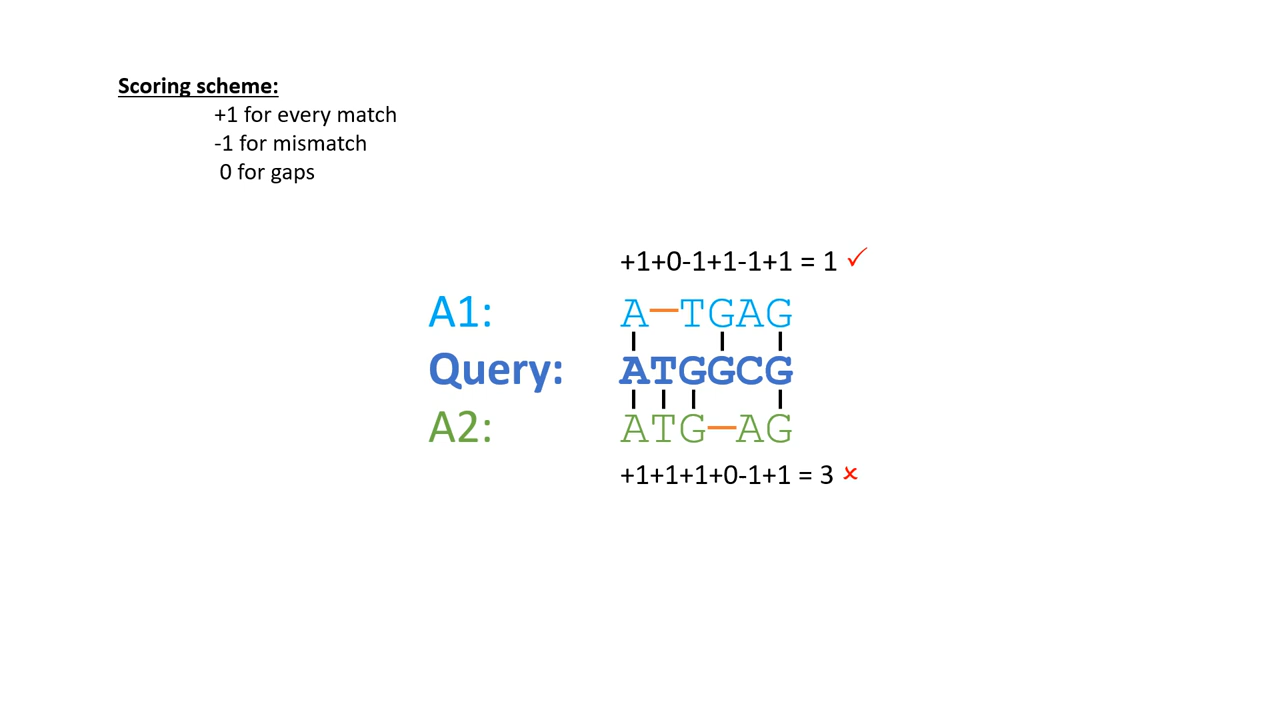 Scoring scheme:
+1 for every match
-1 for mismatch
0 for gaps
+1+0-1+1-1+1 = 1 ✓
A1: A—TGAG
Query: ATGGCG
A2: ATG—AG
+1+1+1+0-1+1 = 3 ×